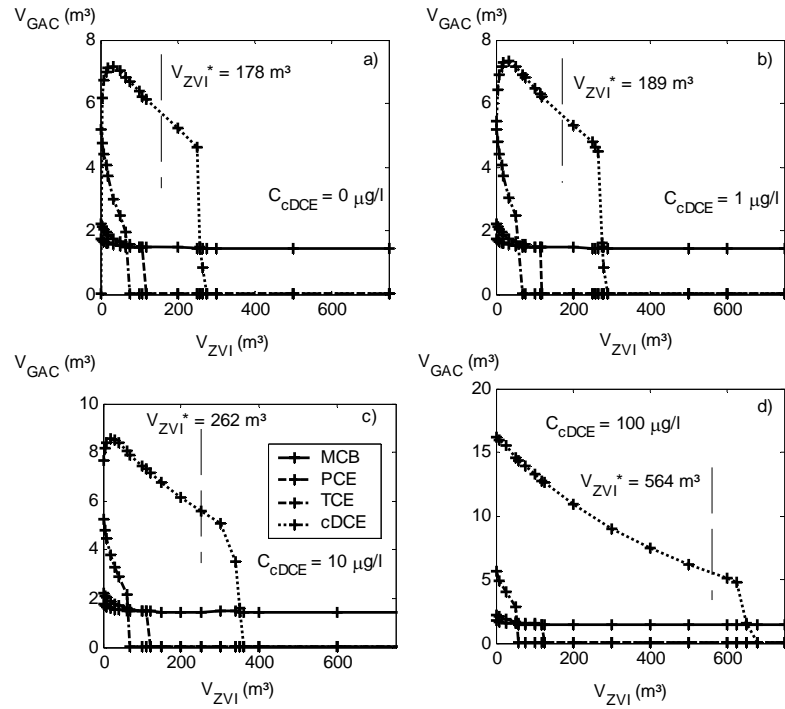 V_GAC (m³)
a)
V_ZVI* = 178 m³
C_cDCE = 0 µg/l
8
6
4
2
0
0 200 400 600
V_ZVI (m³)
V_GAC (m³)
b)
V_ZVI* = 189 m³
C_cDCE = 1 µg/l
8
6
4
2
0
0 200 400 600
V_ZVI (m³)
V_GAC (m³)
c)
V_ZVI* = 262 m³
MCB
PCE
TCE
cDCE
C_cDCE = 10 µg/l
10
8
6
4
2
0
0 200 400 600
V_ZVI (m³)
V_GAC (m³)
d)
C_cDCE = 100 µg/l
V_ZVI* = 564 m³
20
15
10
5
0
0 200 400 600
V_ZVI (m³)